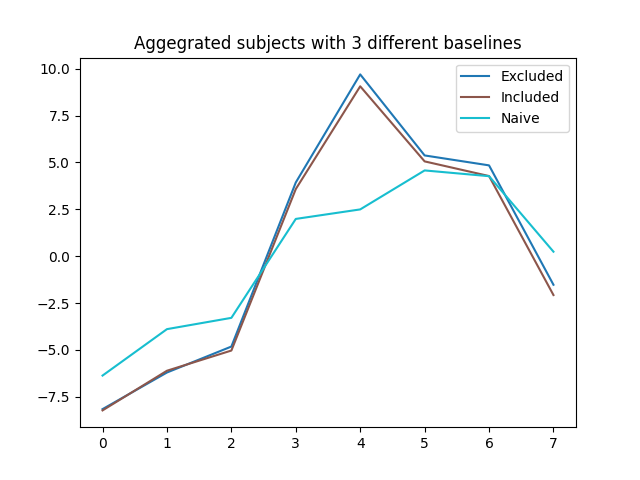 Aggegrated subjects with 3 different baselines
10.0
7.5
5.0
2.5
0.0
−2.5
−5.0
−7.5
0 1 2 3 4 5 6 7
Excluded
Included
Naive